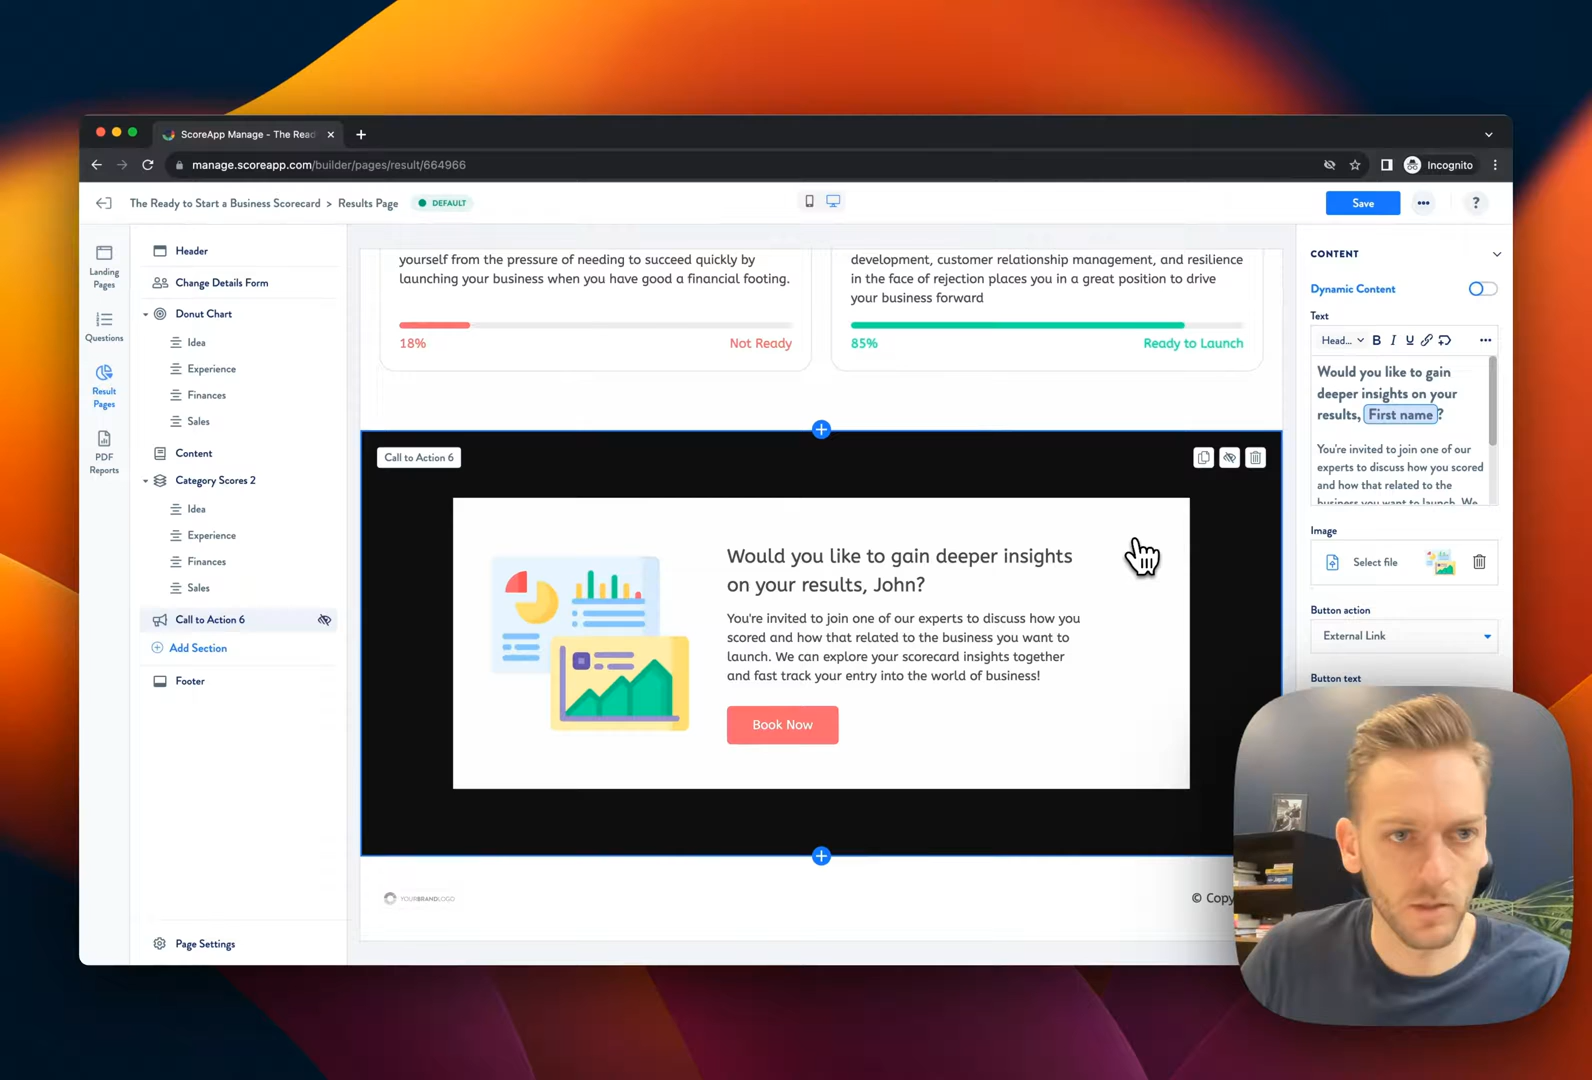 ScoreApp Manage - The Read
manage.scoreapp.com/builder/pages/result/664966
Incognito
The Ready to Start a Business Scorecard > Results Page
DEFAULT
Save
?
Landing
Pages
Questions
Result
Pages
PDF
Reports
Header
Change Details Form
Donut Chart
Idea
Experience
Finances
Sales
Content
Category Scores 2
Idea
Experience
Finances
Sales
Call to Action 6
Add Section
Footer
Page Settings
yourself from the pressure of needing to succeed quickly by
launching your business when you have good a financial footing.
18%
Not Ready
development, customer relationship management, and resilience
in the face of rejection places you in a great position to drive
your business forward
85%
Ready to Launch
Call to Action 6
Would you like to gain deeper insights
on your results, John?
You're invited to join one of our experts to discuss how you
scored and how that related to the business you want to
launch. We can explore your scorecard insights together
and fast track your entry into the world of business!
Book Now
YOURBRANDLOGO
© Copy
CONTENT
Dynamic Content
Text
Head...
B I U
Would you like to gain
deeper insights on your
results, First name ?
You're invited to join one of our
experts to discuss how you scored
and how that related to the
business you want to launch. We
Image
Select file
Button action
External Link
Button text